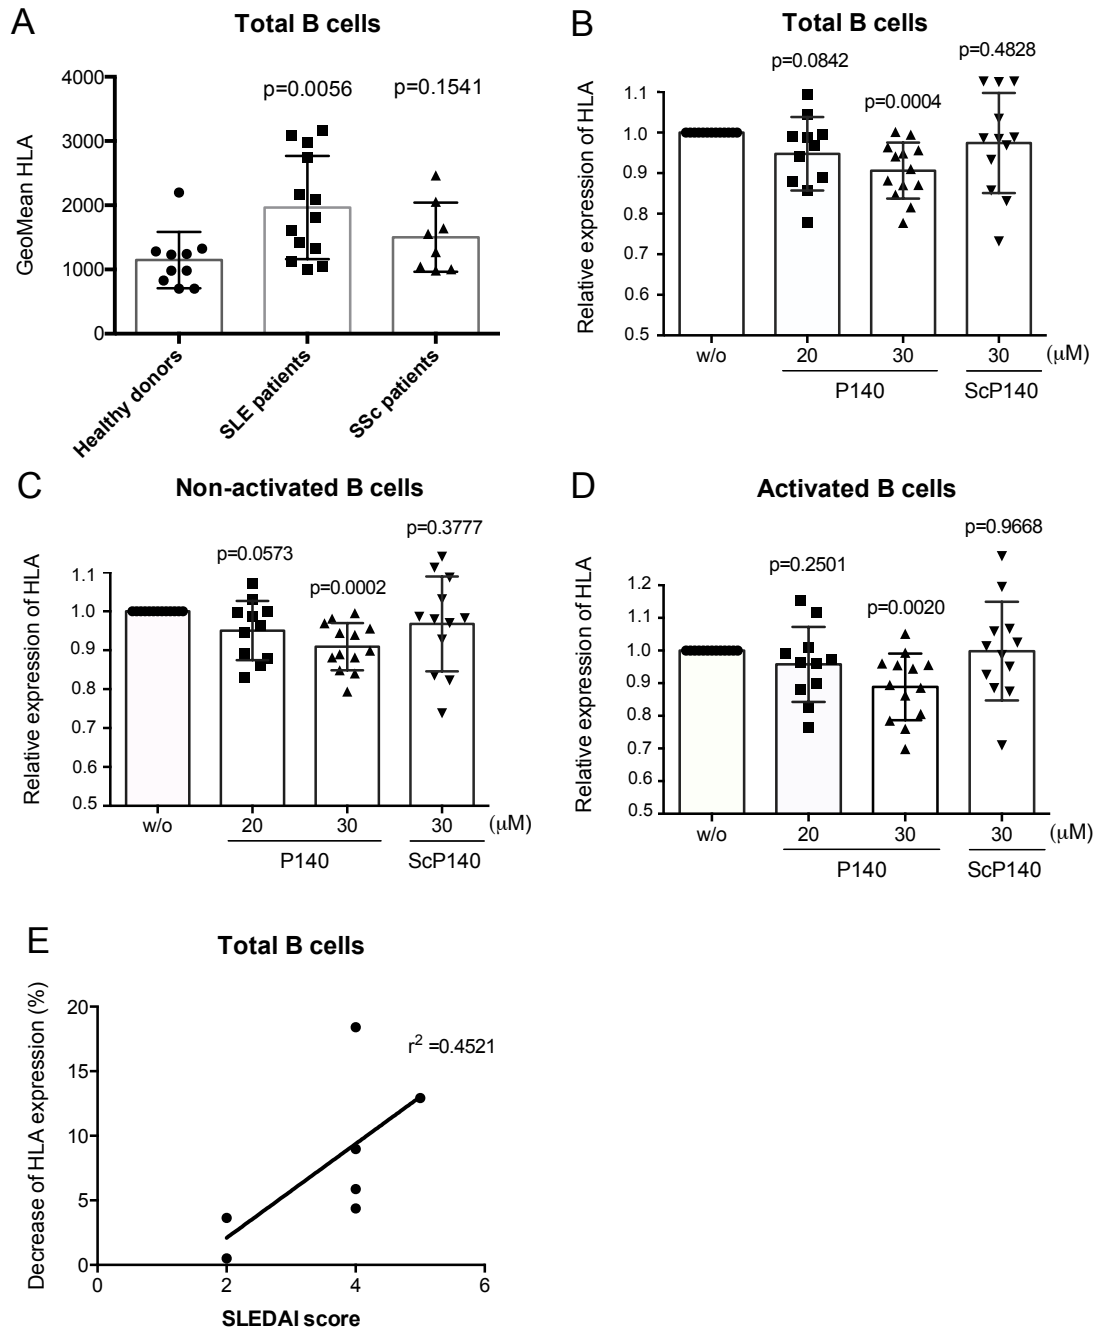 A
Total B cells
p=0.0056
p=0.1541
GeoMean HLA
4000
3000
2000
1000
0
Healthy donors
SLE patients
SSc patients
B
Total B cells
p=0.0842
p=0.0004
p=0.4828
Relative expression of HLA
1.1
1.0
0.9
0.8
0.7
0.6
0.5
w/o
20
30
30
(μM)
P140
ScP140
C
Non-activated B cells
p=0.0573
p=0.0002
p=0.3777
Relative expression of HLA
1.1
1.0
0.9
0.8
0.7
0.6
0.5
w/o
20
30
30
(μM)
P140
ScP140
D
Activated B cells
p=0.2501
p=0.0020
p=0.9668
Relative expression of HLA
1.2
1.1
1.0
0.9
0.8
0.7
0.6
0.5
w/o
20
30
30
(μM)
P140
ScP140
E
Total B cells
r² =0.4521
Decrease of HLA expression (%)
20
15
10
5
0
0
2
4
6
SLEDAI score